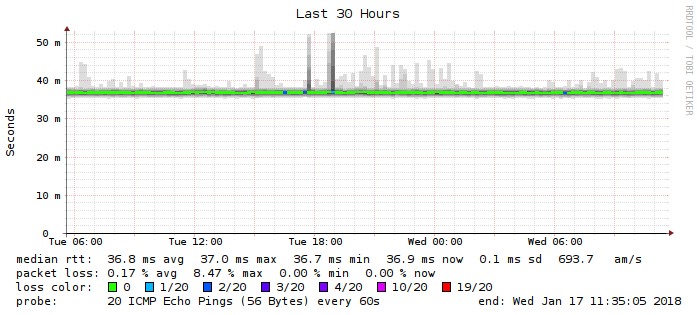 Last 30 Hours
RRDTOOL / TOBI OETIKER
Seconds
50 m
40 m
30 m
20 m
10 m
0
Tue 06:00 Tue 12:00 Tue 18:00 Wed 00:00 Wed 06:00
median rtt: 36.8 ms avg 37.0 ms max 36.7 ms min 36.9 ms now 0.1 ms sd 693.7 am/s
packet loss: 0.17 % avg 8.47 % max 0.00 % min 0.00 % now
loss color: 0 1/20 2/20 3/20 4/20 10/20 19/20
probe: 20 ICMP Echo Pings (56 Bytes) every 60s end: Wed Jan 17 11:35:05 2018